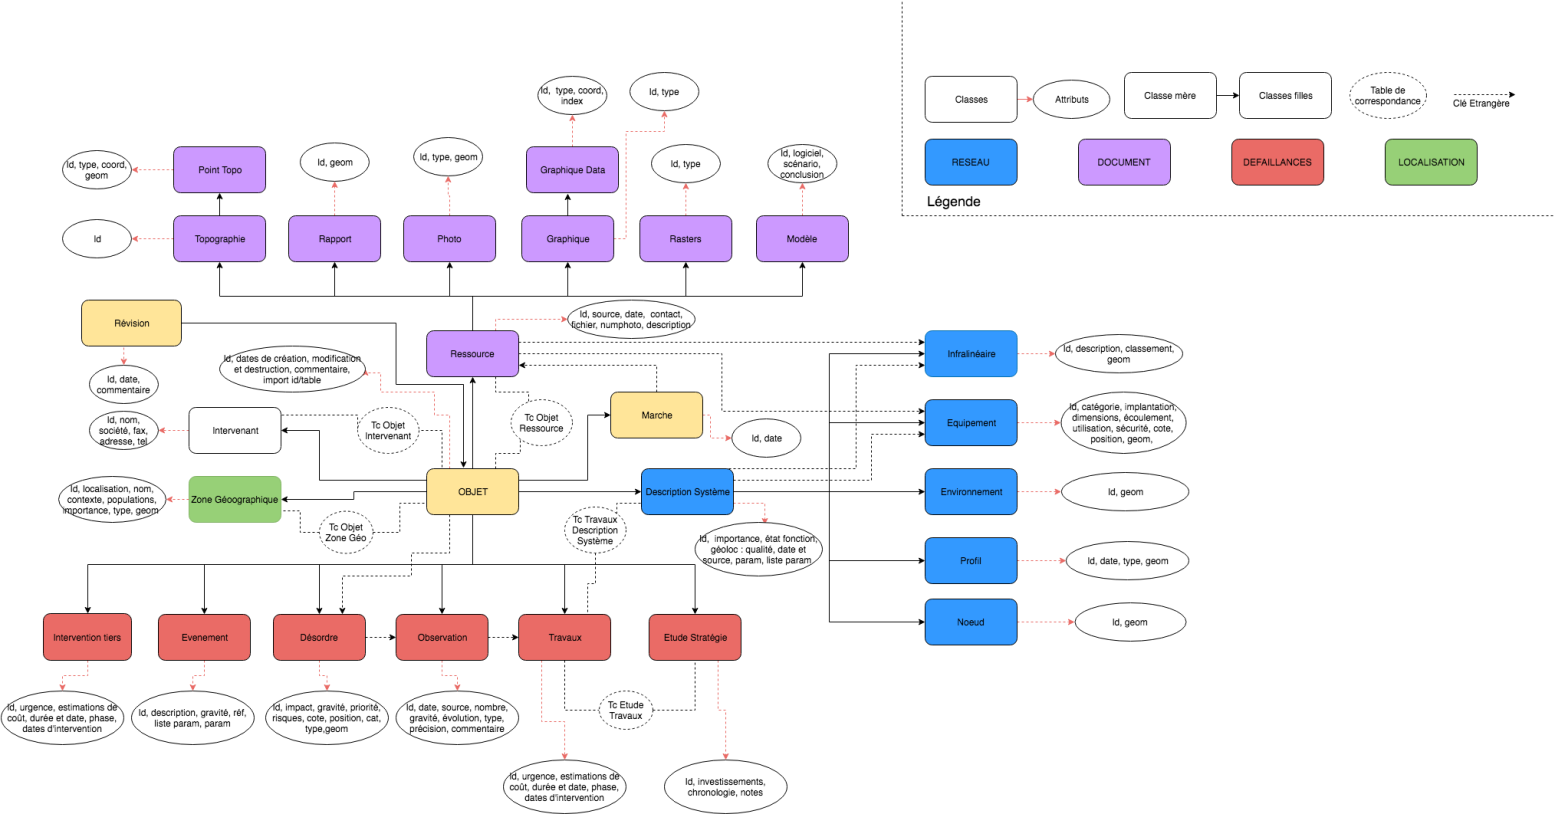 Id, type, coord,
index
Id, type
Classes
Attributs
Classe mère
Classes filles
Table de
correspondance
Clé Etrangère
RESEAU
DOCUMENT
DEFAILLANCES
LOCALISATION
Légende
Id, type, coord,
geom
Point Topo
Id, geom
Id, type, geom
Graphique Data
Id, type
Id, logiciel,
scénario,
conclusion
Id
Topographie
Rapport
Photo
Graphique
Rasters
Modèle
Révision
Id, source, date, contact,
fichier, numphoto, description
Ressource
Id, dates de création, modification
et destruction, commentaire,
import id/table
Id, date,
commentaire
Infralinéaire
Id, description, classement,
geom
Id, nom,
société, fax,
adresse, tel
Intervenant
Tc Objet
Intervenant
Tc Objet
Ressource
Marche
Id, date
Equipement
Id, catégorie, implantation,
dimensions, écoulement,
utilisation, sécurité, cote,
position, geom,
Id, localisation, nom,
contexte, populations,
importance, type, geom
Zone Géographique
OBJET
Description Système
Environnement
Id, geom
Tc Objet
Zone Géo
Tc Travaux
Description
Système
Id, importance, état fonction,
géoloc : qualité, date et
source, param, liste param
Profil
Id, date, type, geom
Noeud
Id, geom
Intervention tiers
Evenement
Désordre
Observation
Travaux
Etude Stratégie
Id, urgence, estimations de
coût, durée et date, phase,
dates d'intervention
Id, description, gravité, réf,
liste param, param
Id, impact, gravité, priorité,
risques, cote, position, cat,
type,geom
Id, date, source, nombre,
gravité, évolution, type,
précision, commentaire
Tc Etude
Travaux
Id, urgence, estimations de
coût, durée et date, phase,
dates d'intervention
Id, investissements,
chronologie, notes